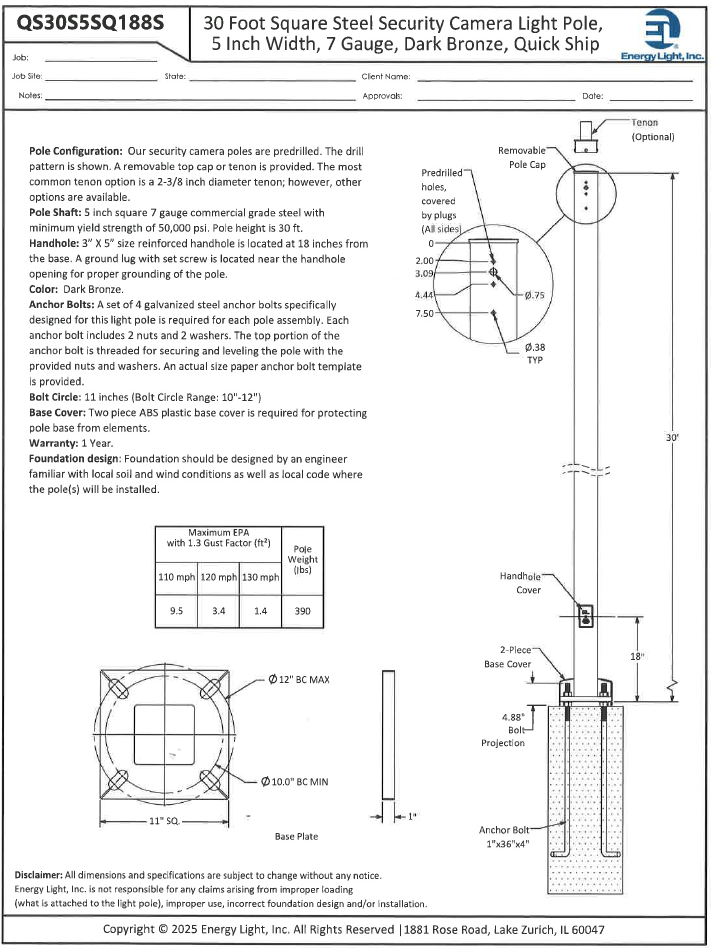 QS30S5SQ188S
30 Foot Square Steel Security Camera Light Pole,
5 Inch Width, 7 Gauge, Dark Bronze, Quick Ship
EL
Energy Light, Inc.
Job:
Job Site:
State:
Client Name:
Notes:
Approvals:
Date:
Pole Configuration: Our security camera poles are predrilled. The drill
pattern is shown. A removable top cap or tenon is provided. The most
common tenon option is a 2-3/8 inch diameter tenon; however, other
options are available.
Pole Shaft: 5 inch square 7 gauge commercial grade steel with
minimum yield strength of 50,000 psi. Pole height is 30 ft.
Handhole: 3” X 5” size reinforced handhole is located at 18 inches from
the base. A ground lug with set screw is located near the handhole
opening for proper grounding of the pole.
Color: Dark Bronze.
Anchor Bolts: A set of 4 galvanized steel anchor bolts specifically
designed for this light pole is required for each pole assembly. Each
anchor bolt includes 2 nuts and 2 washers. The top portion of the
anchor bolt is threaded for securing and leveling the pole with the
provided nuts and washers. An actual size paper anchor bolt template
is provided.
Bolt Circle: 11 inches (Bolt Circle Range: 10"-12")
Base Cover: Two piece ABS plastic base cover is required for protecting
pole base from elements.
Warranty: 1 Year.
Foundation design: Foundation should be designed by an engineer
familiar with local soil and wind conditions as well as local code where
the pole(s) will be installed.
Tenon
(Optional)
Removable
Pole Cap
Predrilled
holes,
covered
by plugs
(All sides)
0
2.00
3.09
4.44
7.50
Ø.75
Ø.38
TYP
30'
Maximum EPA
with 1.3 Gust Factor (ft²)
Pole
Weight
(lbs)
110 mph 120 mph 130 mph
9.5 3.4 1.4 390
Handhole
Cover
18"
2-Piece
Base Cover
4.88"
Bolt
Projection
Anchor Bolt
1"x36"x4"
Ø 12" BC MAX
Ø 10.0" BC MIN
11" SQ.
1"
Base Plate
Disclaimer: All dimensions and specifications are subject to change without any notice.
Energy Light, Inc. is not responsible for any claims arising from improper loading
(what is attached to the light pole), improper use, incorrect foundation design and/or installation.
Copyright © 2025 Energy Light, Inc. All Rights Reserved |1881 Rose Road, Lake Zurich, IL 60047